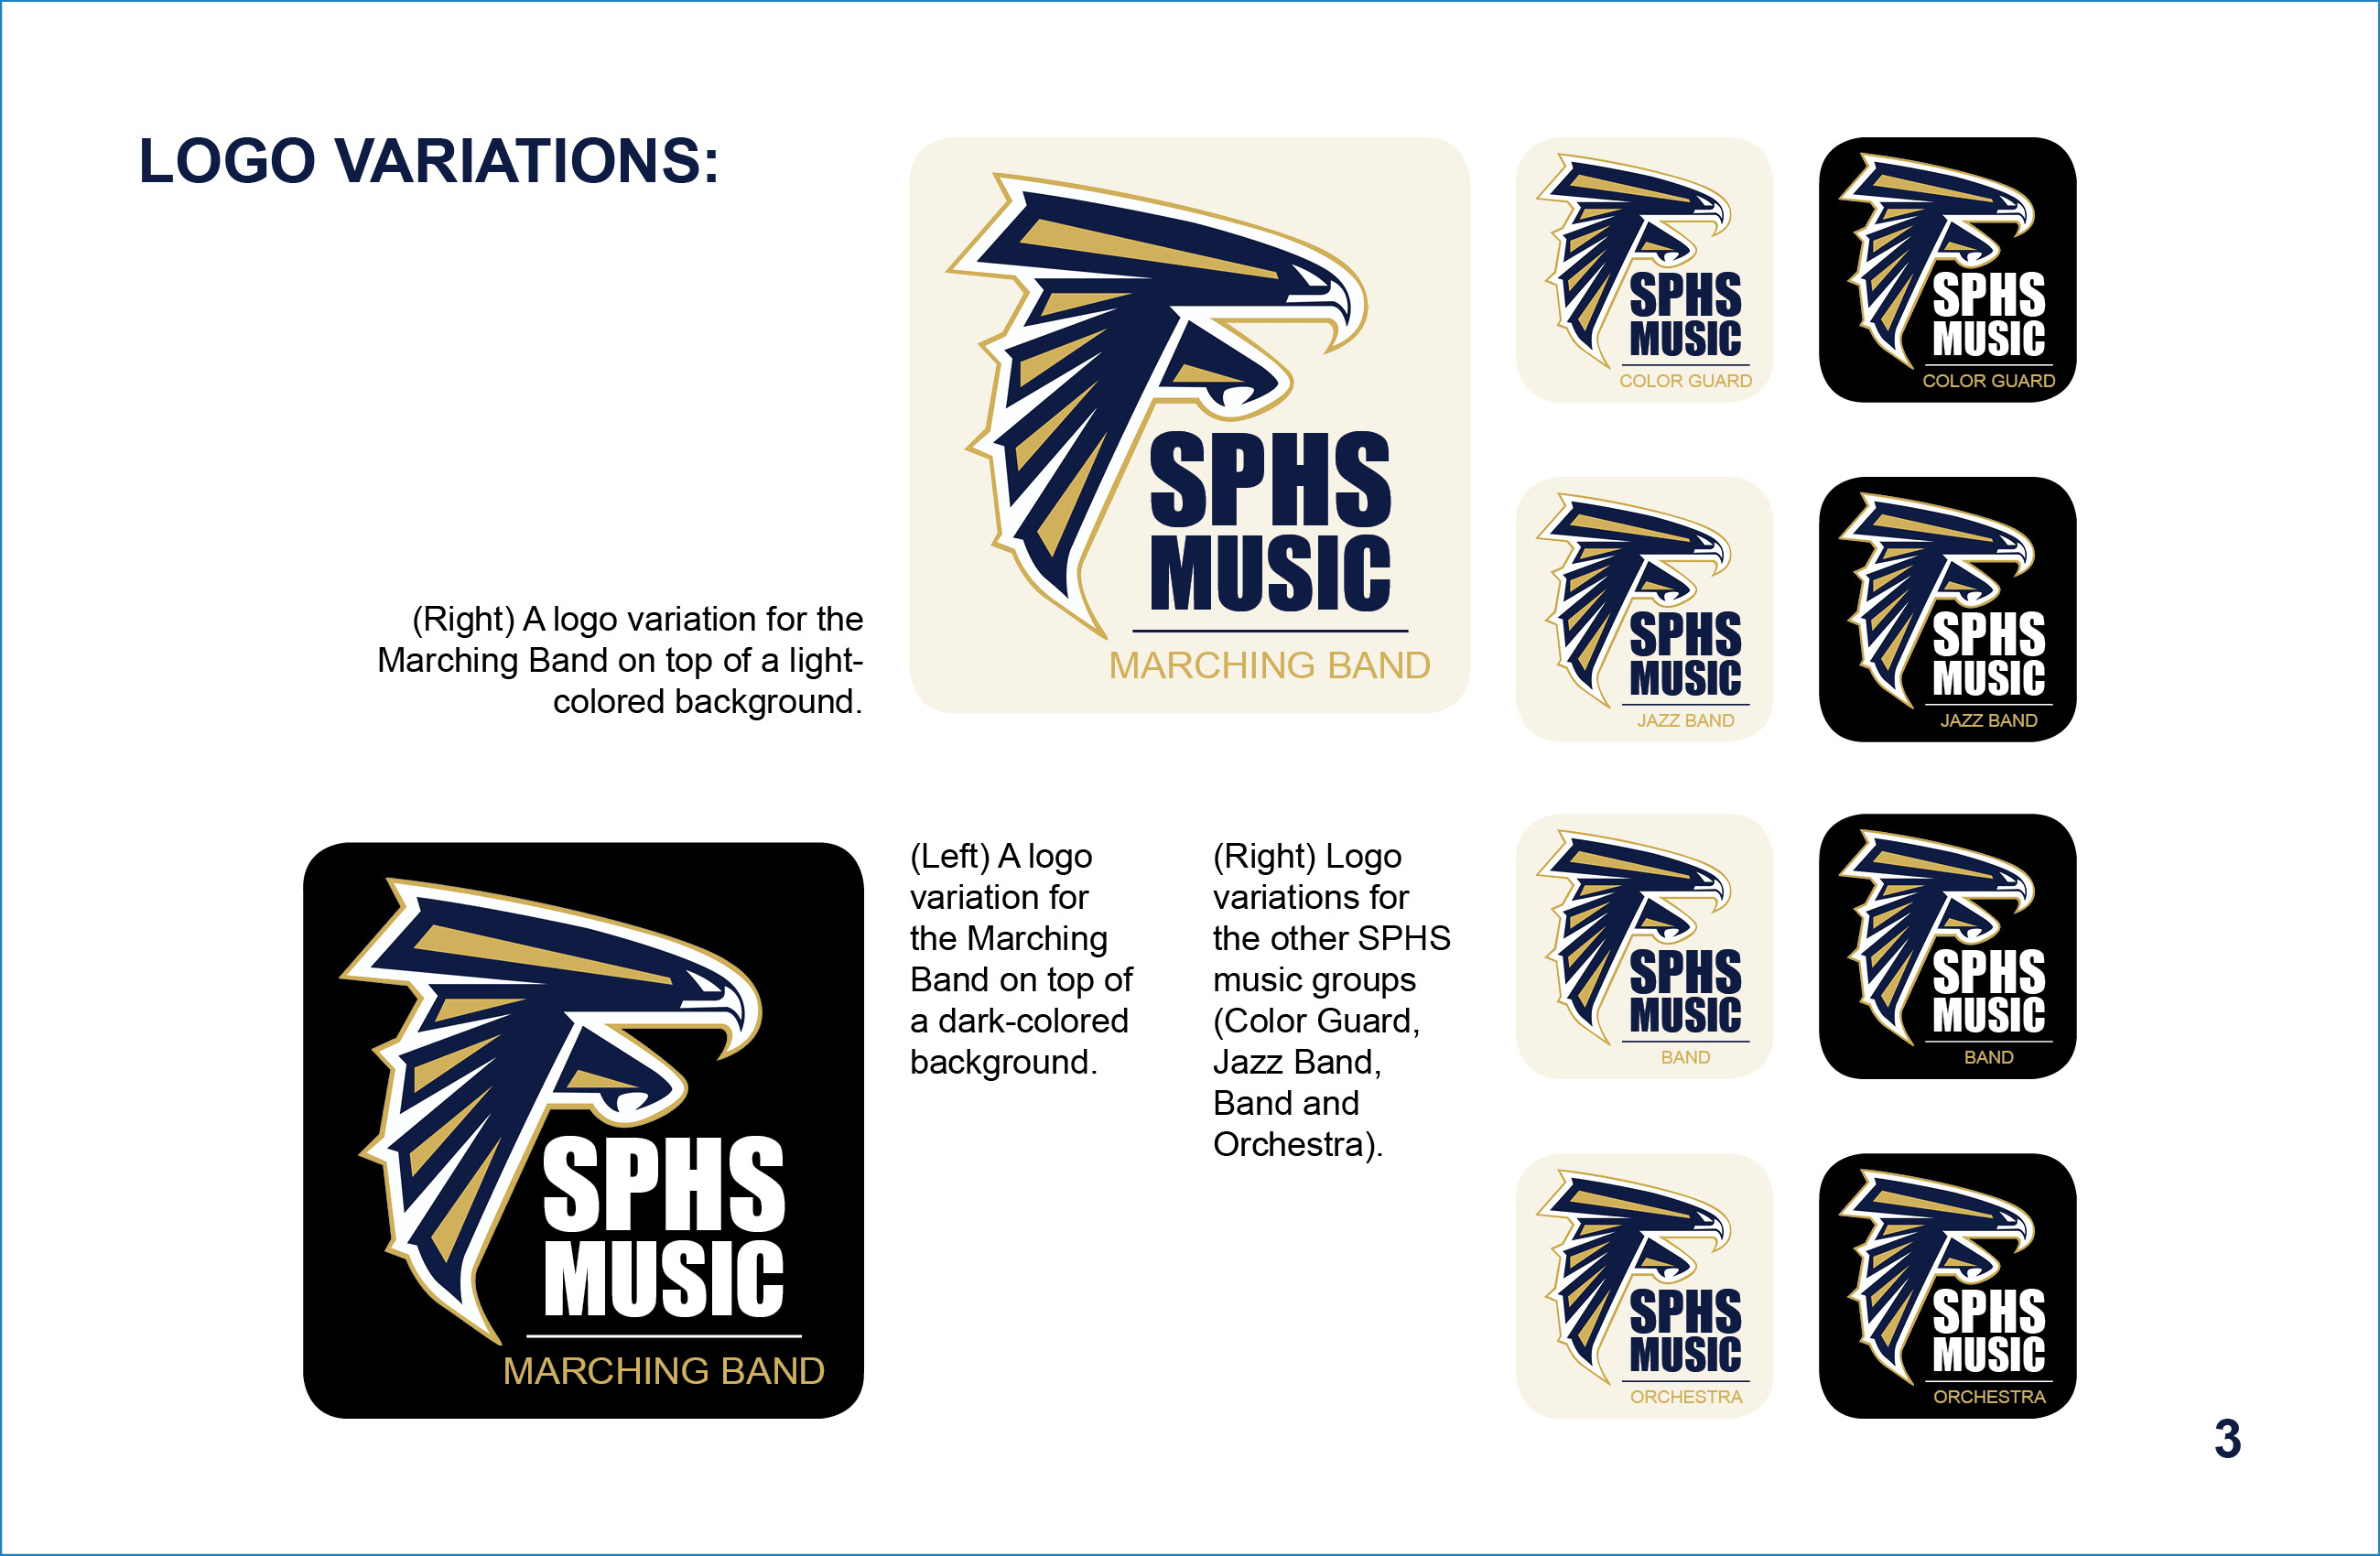 LOGO VARIATIONS:
(Right) A logo variation for the
Marching Band on top of a light-
colored background.
SPHS
MUSIC
MARCHING BAND
SPHS
MUSIC
MARCHING BAND
(Left) A logo
variation for
the Marching
Band on top of
a dark-colored
background.
(Right) Logo
variations for
the other SPHS
music groups
(Color Guard,
Jazz Band,
Band and
Orchestra).
SPHS
MUSIC
COLOR GUARD
SPHS
MUSIC
COLOR GUARD
SPHS
MUSIC
JAZZ BAND
SPHS
MUSIC
JAZZ BAND
SPHS
MUSIC
BAND
SPHS
MUSIC
BAND
SPHS
MUSIC
ORCHESTRA
SPHS
MUSIC
ORCHESTRA
3